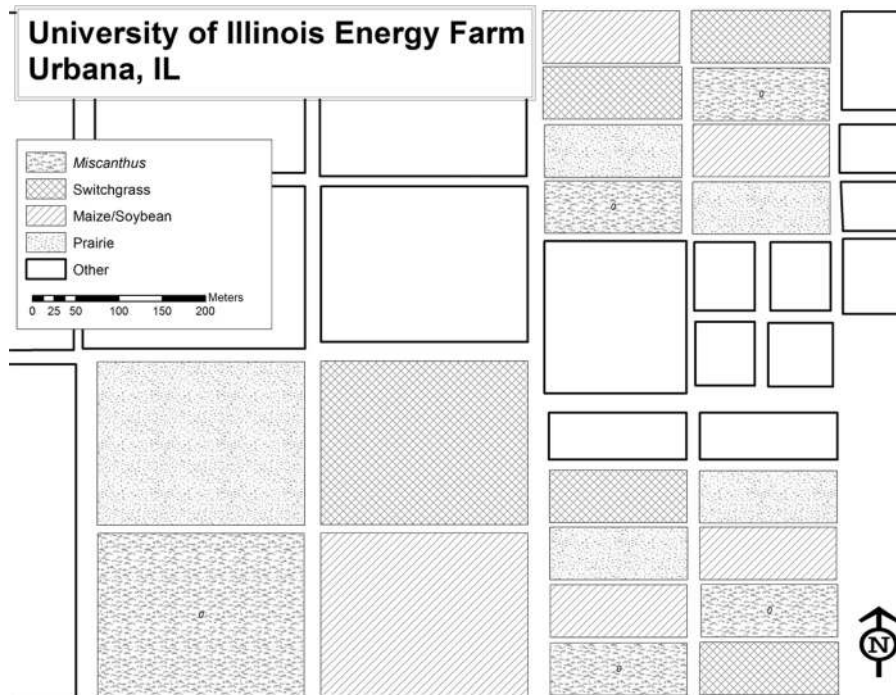 University of Illinois Energy Farm
Urbana, IL
Miscanthus
Switchgrass
Maize/Soybean
Prairie
Other
Meters
0 25 50 100 150 200
N